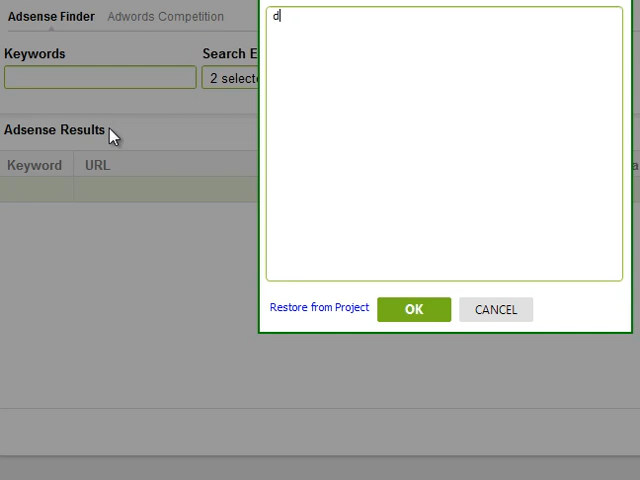 Adsense Finder Adwords Competition
Keywords Search E
2 selecte
Adsense Results
Keyword URL a
d
Restore from Project OK CANCEL